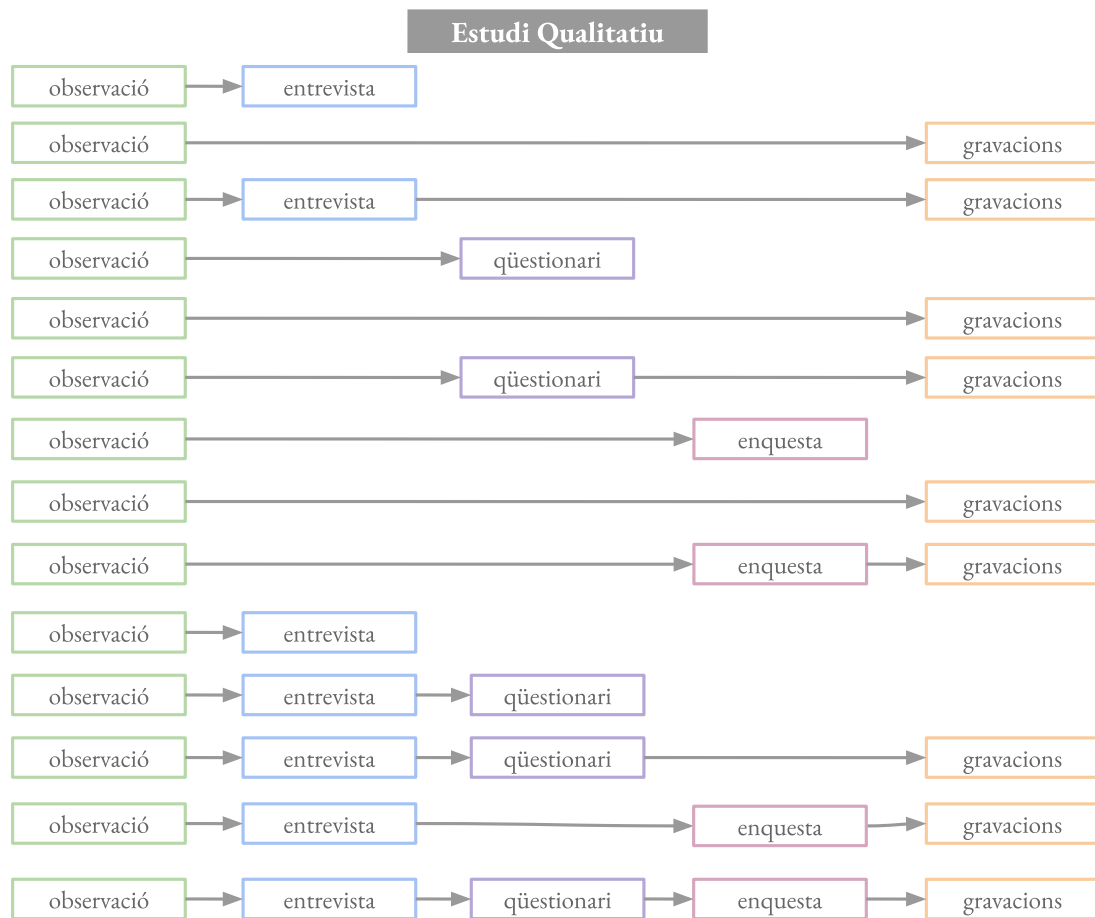 Estudi Qualitatiu
observació entrevista
observació gravacions
observació entrevista gravacions
observació qüestionari
observació gravacions
observació qüestionari gravacions
observació enquesta
observació gravacions
observació enquesta gravacions
observació entrevista
observació entrevista qüestionari
observació entrevista qüestionari gravacions
observació entrevista enquesta gravacions
observació entrevista qüestionari enquesta gravacions